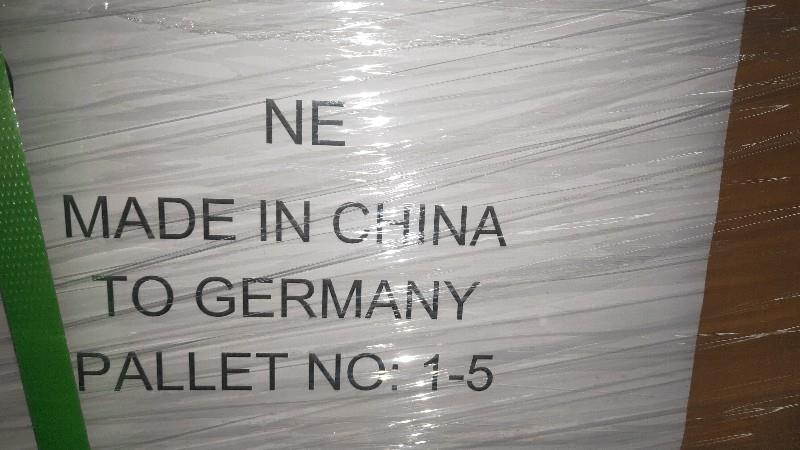 NE
MADE IN CHINA
TO GERMANY
PALLET NO: 1-5